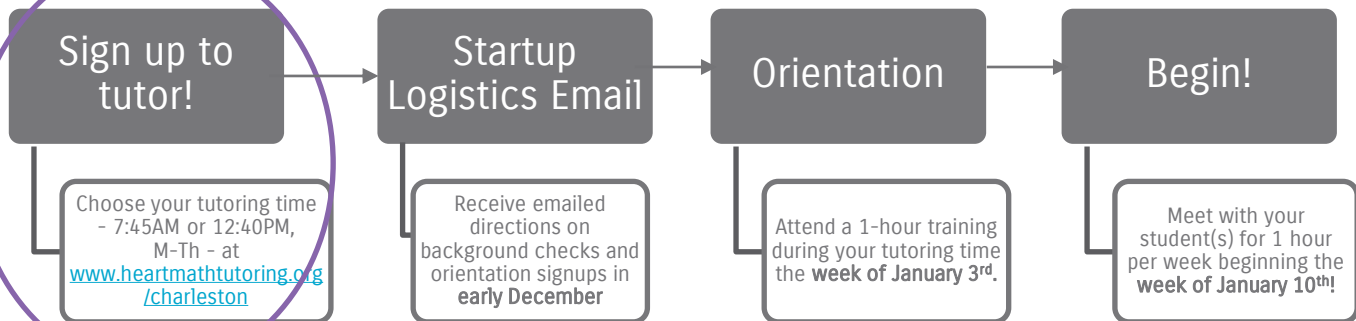 Sign up to
tutor!
Choose your tutoring time
- 7:45AM or 12:40PM,
M-Th - at
www.heartmathtutoring.org
/charleston
Startup
Logistics Email
Receive emailed
directions on
background checks and
orientation signups in
early December
Orientation
Attend a 1-hour training
during your tutoring time
the week of January 3rd.
Begin!
Meet with your
student(s) for 1 hour
per week beginning the
week of January 10th!